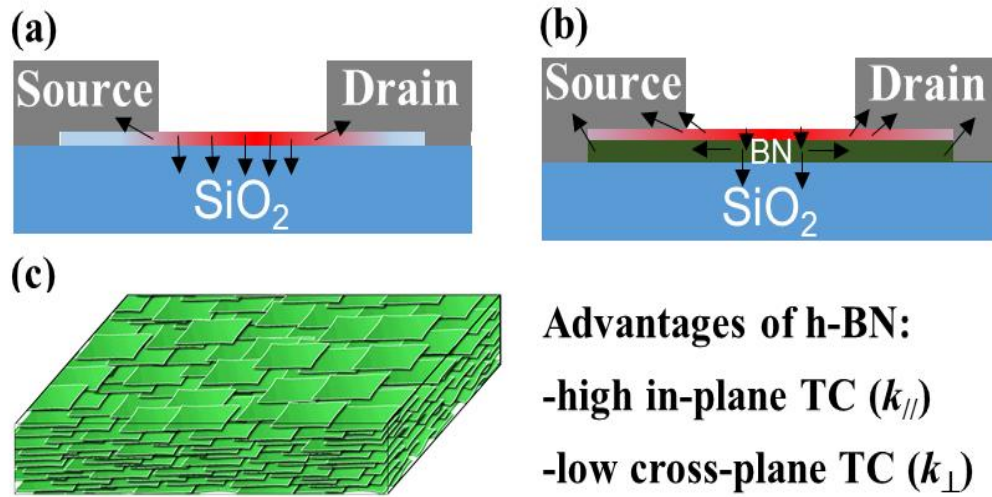 (a)
Source
Drain
SiO₂
(b)
Source
Drain
BN
SiO₂
(c)
Advantages of h-BN:
-high in-plane TC (k//)
-low cross-plane TC (k⊥)